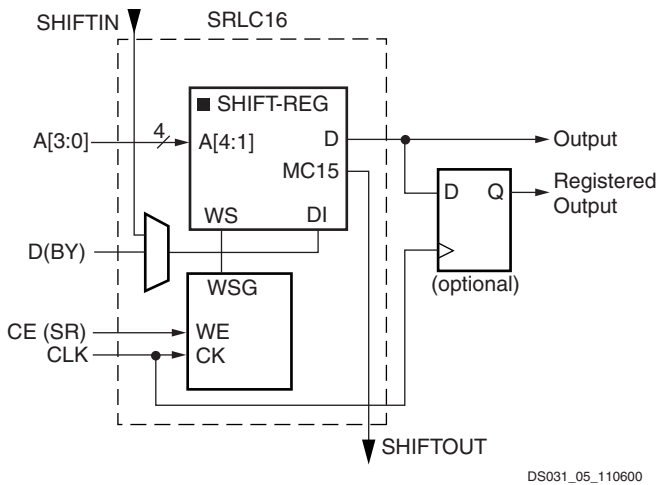 SHIFTIN
SRLC16
SHIFT-REG
A[3:0]
4
A[4:1]
D
Output
MC15
D Q
Registered
Output
WS DI
D(BY)
(optional)
WSG
CE (SR)
WE
CLK
CK
SHIFTOUT
DS031_05_110600